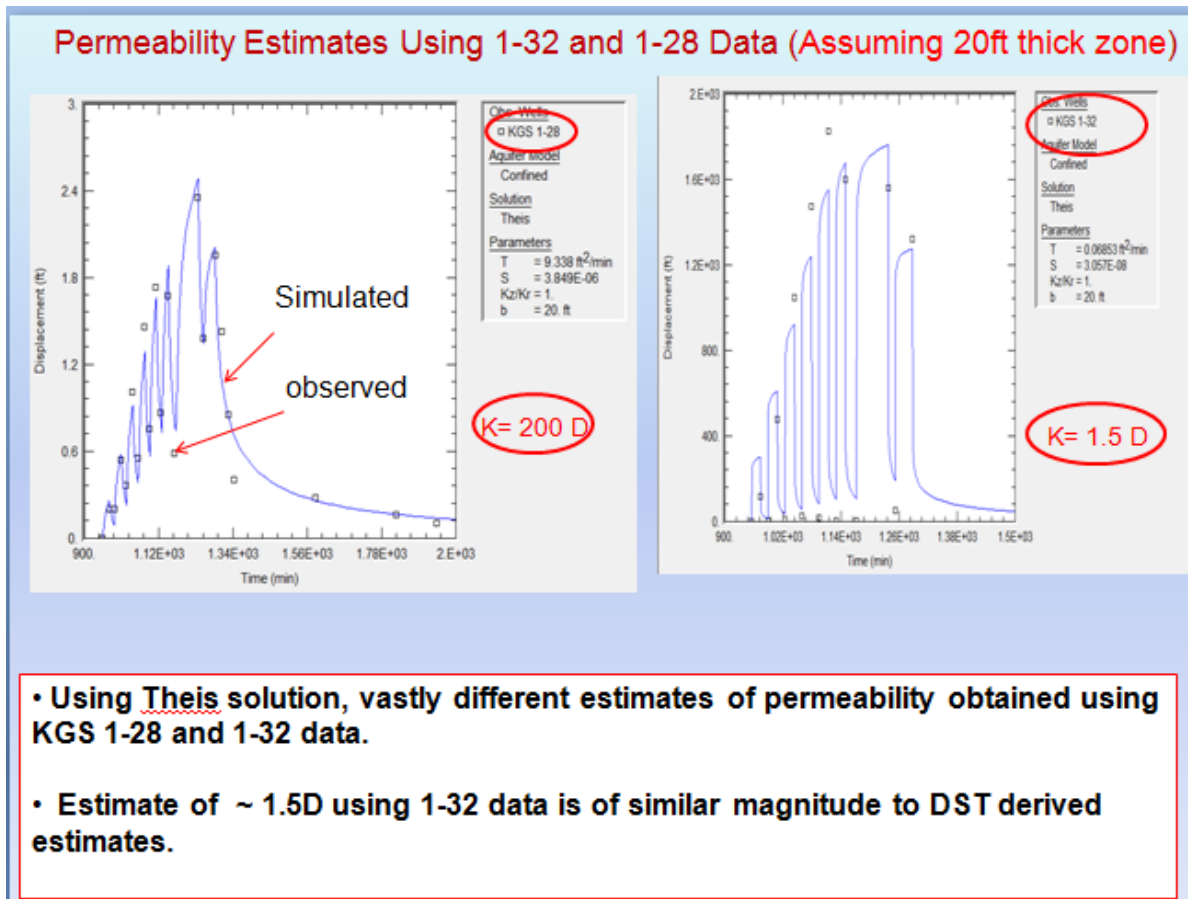 Permeability Estimates Using 1-32 and 1-28 Data (Assuming 20ft thick zone)
3.
2.4
1.8
1.2
0.6
0.
Displacement (ft)
900.
1.12E+03
1.34E+03
1.56E+03
1.78E+03
2.E+03
Time (min)
Simulated
observed
Obs. Wells
KGS 1-28
Aquifer Model
Confined
Solution
Theis
Parameters
T = 9.338 ft²/min
S = 3.849E-06
Kz/Kr = 1.
b = 20. ft
K= 200 D
2.E+03
1.6E+03
1.2E+03
800.
400.
0.
Displacement (ft)
900.
1.02E+03
1.14E+03
1.26E+03
1.38E+03
1.5E+03
Time (min)
Obs. Wells
KGS 1-32
Aquifer Model
Confined
Solution
Theis
Parameters
T = 0.06853 ft²/min
S = 3.057E-08
Kz/Kr = 1.
b = 20. ft
K= 1.5 D
• Using Theis solution, vastly different estimates of permeability obtained using
KGS 1-28 and 1-32 data.
• Estimate of ~ 1.5D using 1-32 data is of similar magnitude to DST derived
estimates.